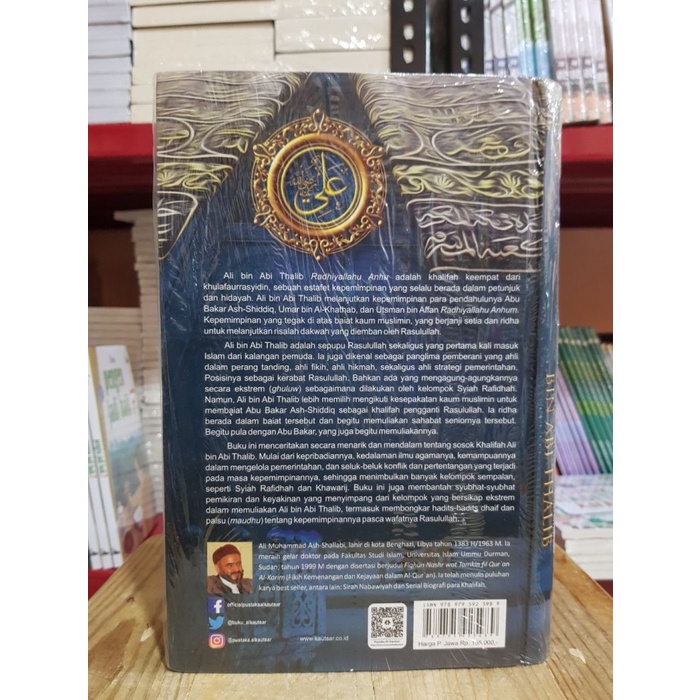 علي
Ali bin Abi Thalib Radhiyallahu Anhu adalah khalifah keempat dari
khulafaurrasyidin, sebuah estafet kepemimpinan yang selalu berada dalam petunjuk
dan hidayah. Ali bin Abi Thalib melanjutkan kepemimpinan para pendahulunya Abu
Bakar Ash-Shiddiq, Umar bin Al-Khathab, dan Utsman bin Affan Radhiyallahu Anhum.
Kepemimpinan yang tegak di atas baiat kaum muslimin, yang berjanji setia dan ridha
untuk melanjutkan risalah dakwah yang diemban oleh Rasulullah.
Ali bin Abi Thalib adalah sepupu Rasulullah sekaligus yang pertama kali masuk
Islam dari kalangan pemuda. Ia juga dikenal sebagai panglima pemberani yang ahli
dalam perang tanding, ahli fikih, ahli hikmah, sekaligus ahli strategi pemerintahan.
Posisinya sebagai kerabat Rasulullah. Bahkan ada yang mengagung-agungkannya
secara ekstrem (ghuluw) sebagaimana dilakukan oleh kelompok Syiah Rafidhah.
Namun, Ali bin Abi Thalib lebih memilih mengikuti kesepakatan kaum muslimin untuk
membaiat Abu Bakar Ash-Shiddiq sebagai khalifah pengganti Rasulullah. Ia ridha
berada dalam baiat tersebut dan begitu memuliakan sahabat seniornya tersebut.
Begitu pula dengan Abu Bakar, yang juga begitu memuliakannya.
Buku ini menceritakan secara menarik dan mendalam tentang sosok Khalifah Ali
bin Abi Thalib. Mulai dari kepribadiannya, kedalaman ilmu agamanya, kemampuannya
dalam mengelola pemerintahan, dan seluk-beluk konflik dan pertentangan yang terjadi
pada masa kepemimpinannya, sehingga menimbulkan banyak kelompok sempalan,
seperti Syiah Rafidhah dan Khawarij. Buku ini juga membantah syubhat-syubhat
pemikiran dan keyakinan yang menyimpang dari kelompok yang bersikap ekstrem
dalam memuliakan Ali bin Abi Thalib, termasuk membongkar hadits-hadits dhaif dan
palsu (maudhu) tentang kepemimpinannya pasca wafatnya Rasulullah.
Ali Muhammad Ash-Shallabi, lahir di kota Benghazi, Libya tahun 1383 H/1963 M. Ia
meraih gelar doktor pada Fakultas Studi Islam, Universitas Islam Ummu Durman,
Sudan, tahun 1999 M dengan disertasi berjudul Fiqhun Nashr wat Tamkin fil Qur'an
Al-Karim (Fikih Kemenangan dan Kejayaan dalam Al-Qur'an). Ia telah menulis puluhan
karya best seller, antara lain: Sirah Nabawiyah dan Serial Biografi para Khalifah.
officialpustakaalkautsar
@buku_alkautsar
pustaka.alkautsar
www.kautsar.co.id
Harga P. Jawa Rp.
BIN ABI THALIB